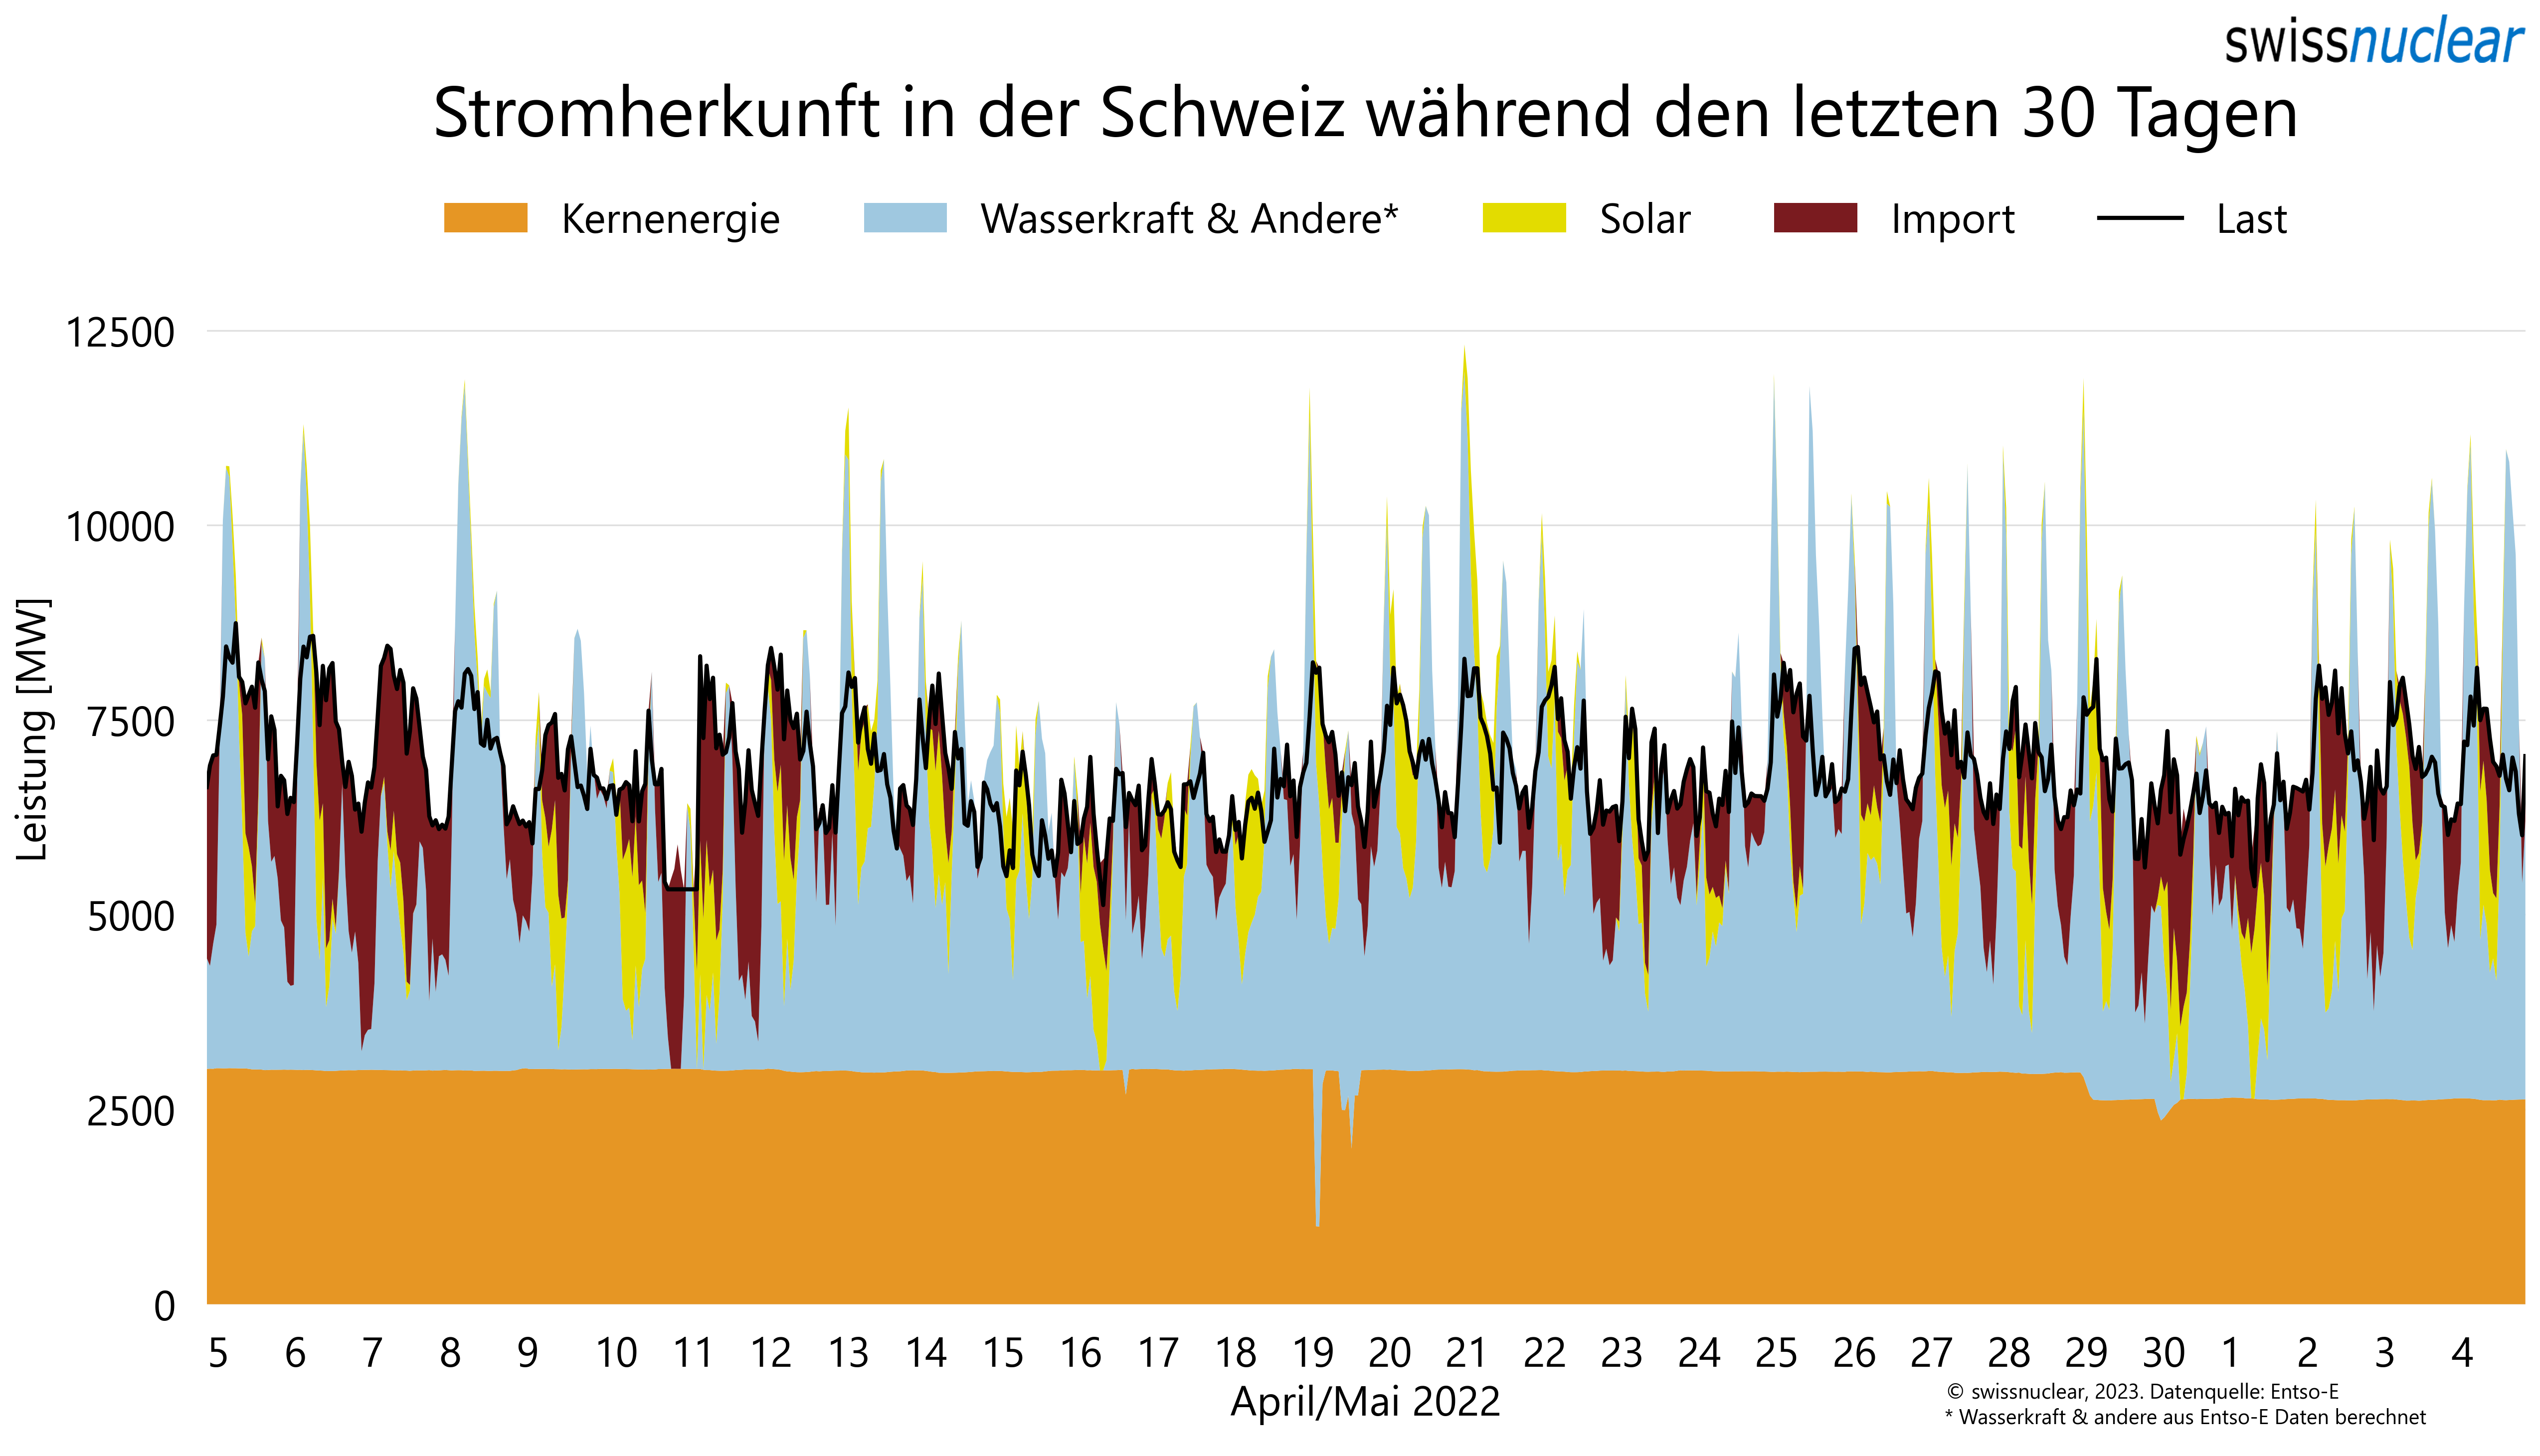 swissnuclear
Stromherkunft in der Schweiz während den letzten 30 Tagen
Kernenergie Wasserkraft & Andere* Solar Import Last
12500
10000
7500
5000
2500
0
Leistung [MW]
5 6 7 8 9 10 11 12 13 14 15 16 17 18 19 20 21 22 23 24 25 26 27 28 29 30 1 2 3 4
April/Mai 2022
© swissnuclear, 2023. Datenquelle: Entso-E
* Wasserkraft & andere aus Entso-E Daten berechnet